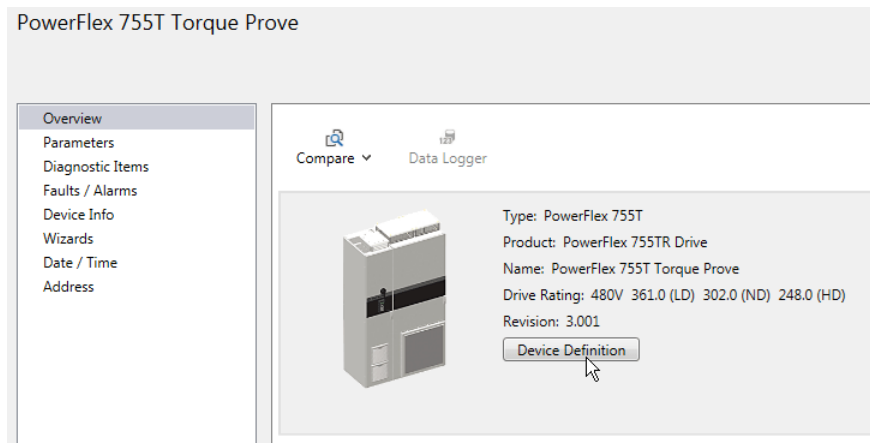 PowerFlex 755T Torque Prove
Overview
Parameters
Diagnostic Items
Faults / Alarms
Device Info
Wizards
Date / Time
Address
Compare
Data Logger
Type: PowerFlex 755T
Product: PowerFlex 755TR Drive
Name: PowerFlex 755T Torque Prove
Drive Rating: 480V 361.0 (LD) 302.0 (ND) 248.0 (HD)
Revision: 3.001
Device Definition